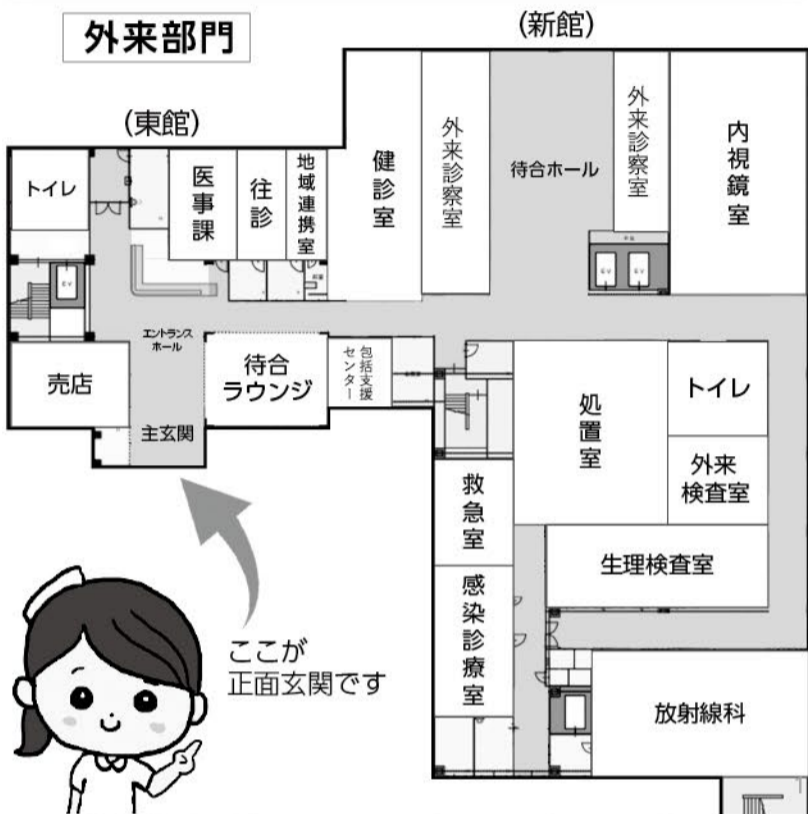 外来部門
(新館)
(東館)
トイレ
医事課
往診
地域連携室
健診室
外来診察室
待合ホール
外来診察室
内視鏡室
EV
EV
EV
エントランス
ホール
売店
待合
ラウンジ
包括支援
センター
主玄関
処置室
トイレ
外来
検査室
救急室
生理検査室
感染診療室
放射線科
ここが
正面玄関です